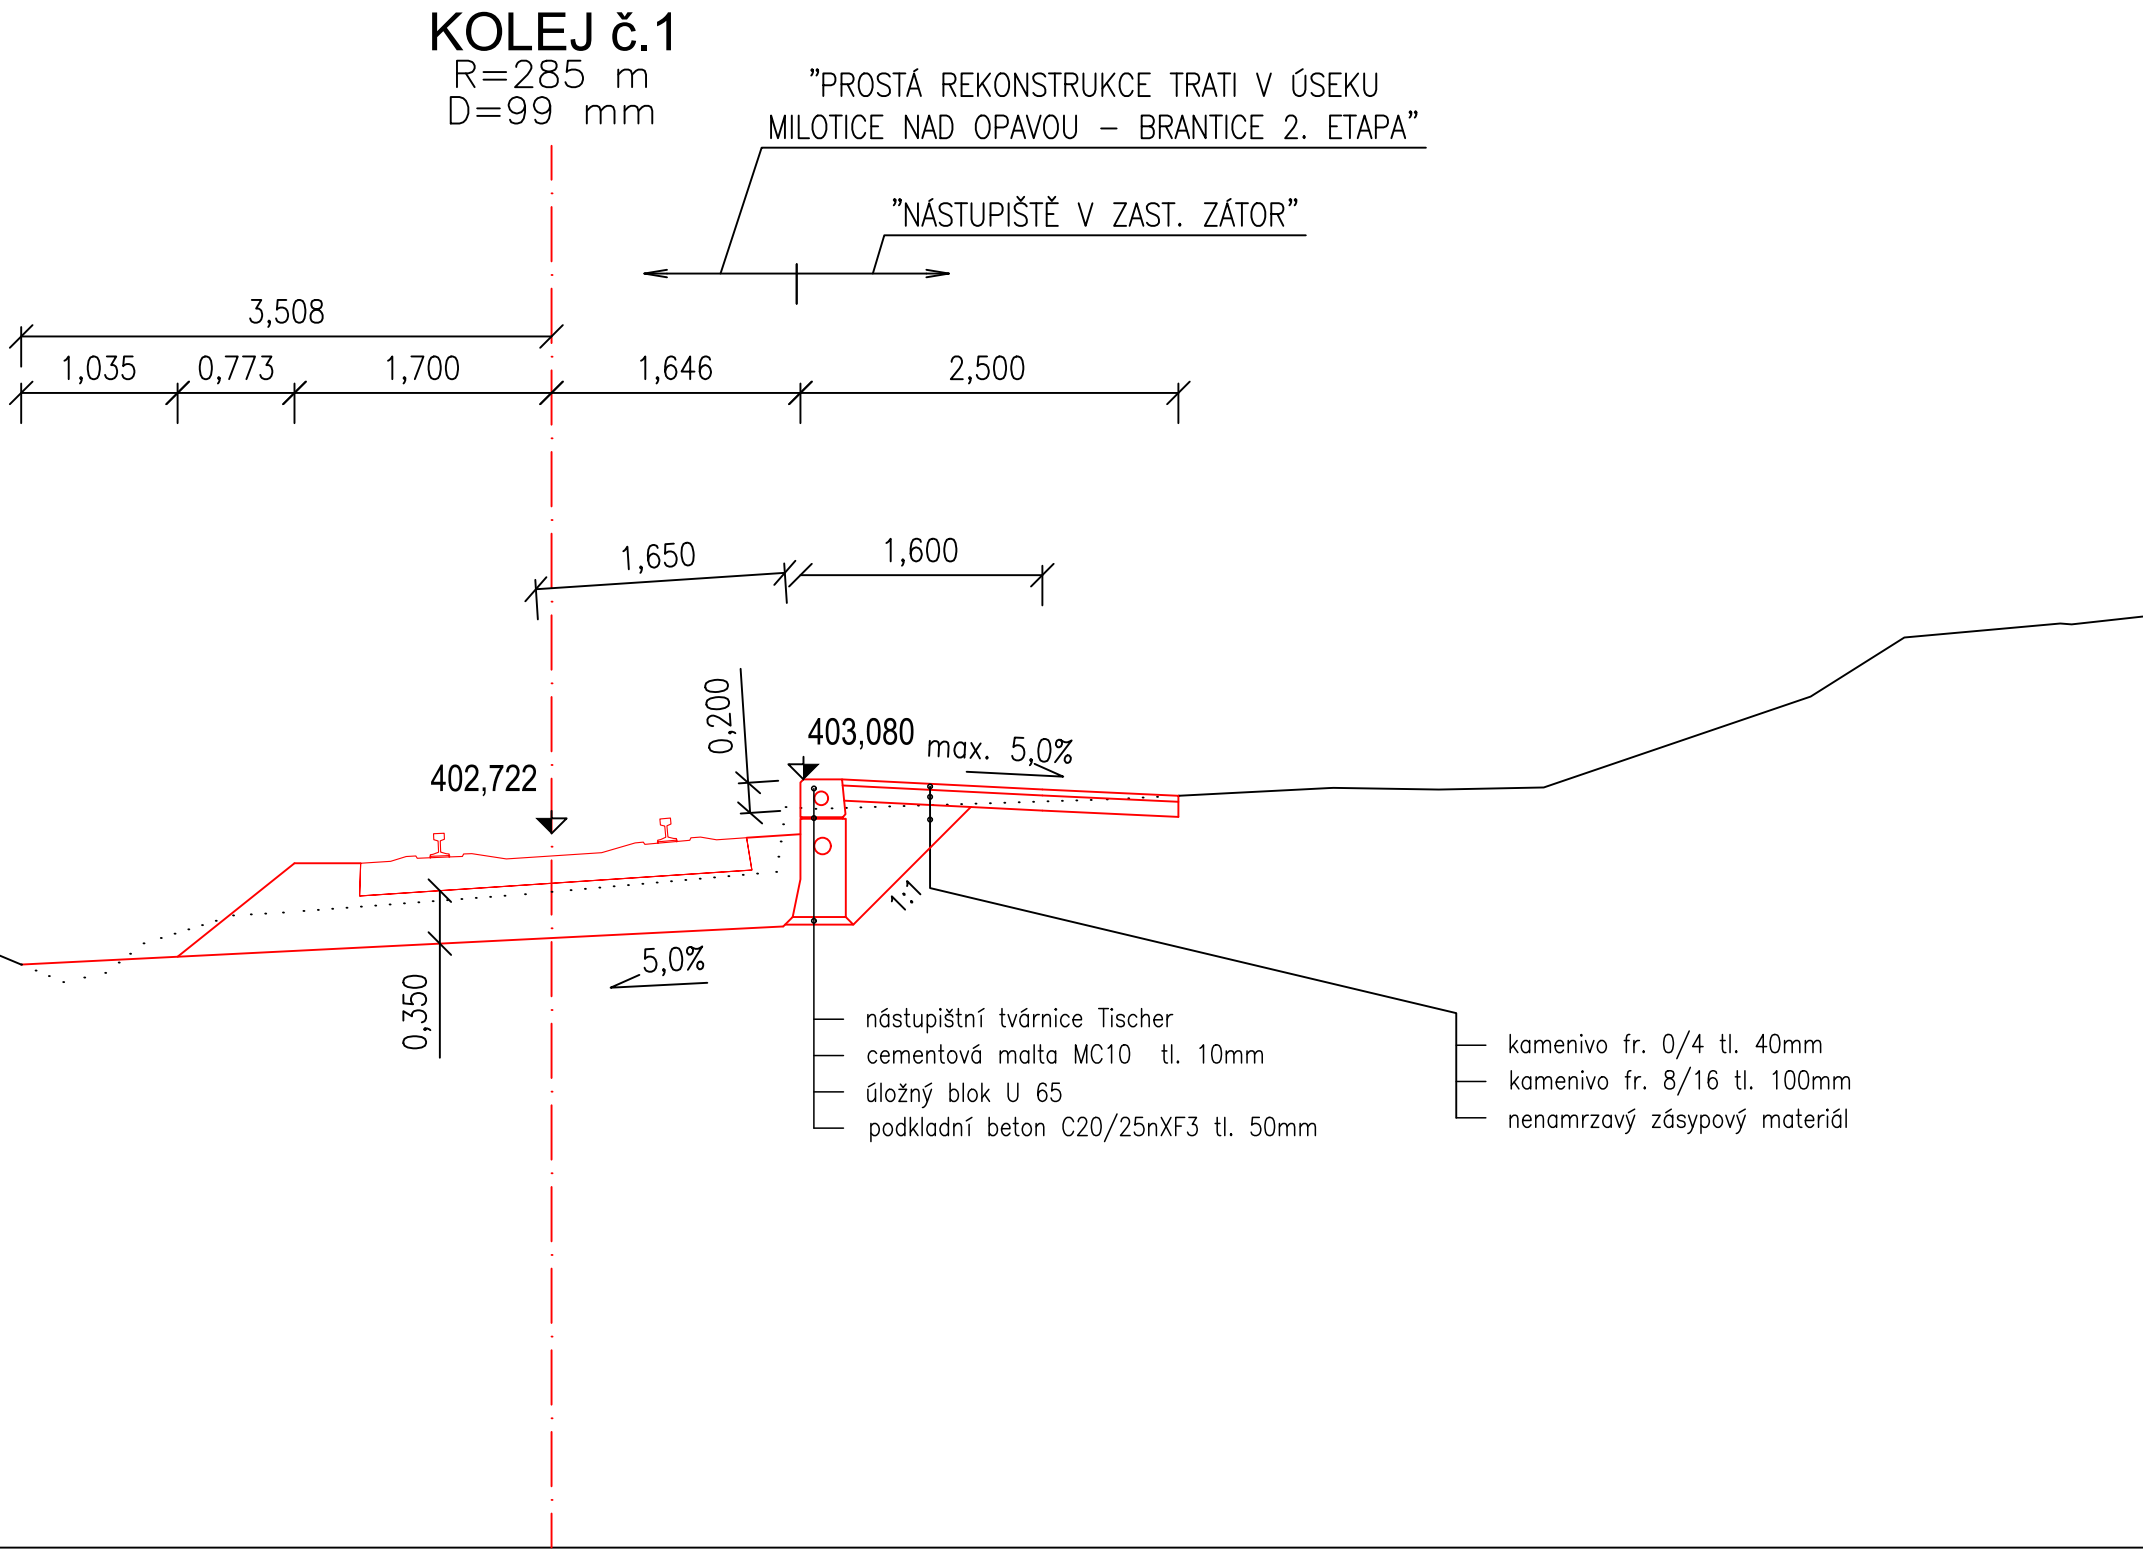 KOLEJ č.1
R=285 m
D=99 mm
"PROSTÁ REKONSTRUKCE TRATI V ÚSEKU
MILOTICE NAD OPAVOU – BRANTICE 2. ETAPA"
"NÁSTUPIŠTĚ V ZAST. ZÁTOR"
3,508
1,035
0,773
1,700
1,646
2,500
1,650
1,600
0,200
403,080
max. 5,0%
402,722
1:1
5,0%
0,350
nástupištní tvárnice Tischer
cementová malta MC10 tl. 10mm
úložný blok U 65
podkladní beton C20/25nXF3 tl. 50mm
kamenivo fr. 0/4 tl. 40mm
kamenivo fr. 8/16 tl. 100mm
nenamrzavý zásypový materiál